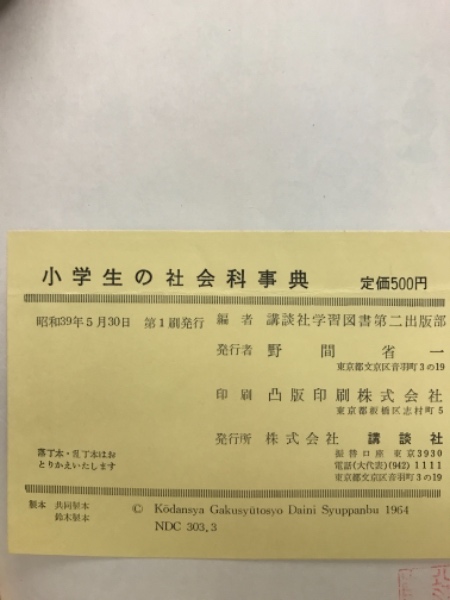 小学生の社会科事典 定価500円
昭和39年5月30日 第1刷発行 編者 講談社学習図書第二出版部
発行者 野間省一
東京都文京区音羽町3の19
印刷 凸版印刷株式会社
東京都板橋区志村町5
発行所 株式会社 講談社
振替口座 東京3930
電話(大代表)(942)1111
東京都文京区音羽町3の19
落丁本・乱丁本はお
とりかえいたします
製本 共同製本
鈴木製本
© Kōdansya Gakusyūtosyo Daini Syuppanbu 1964
NDC 303.3